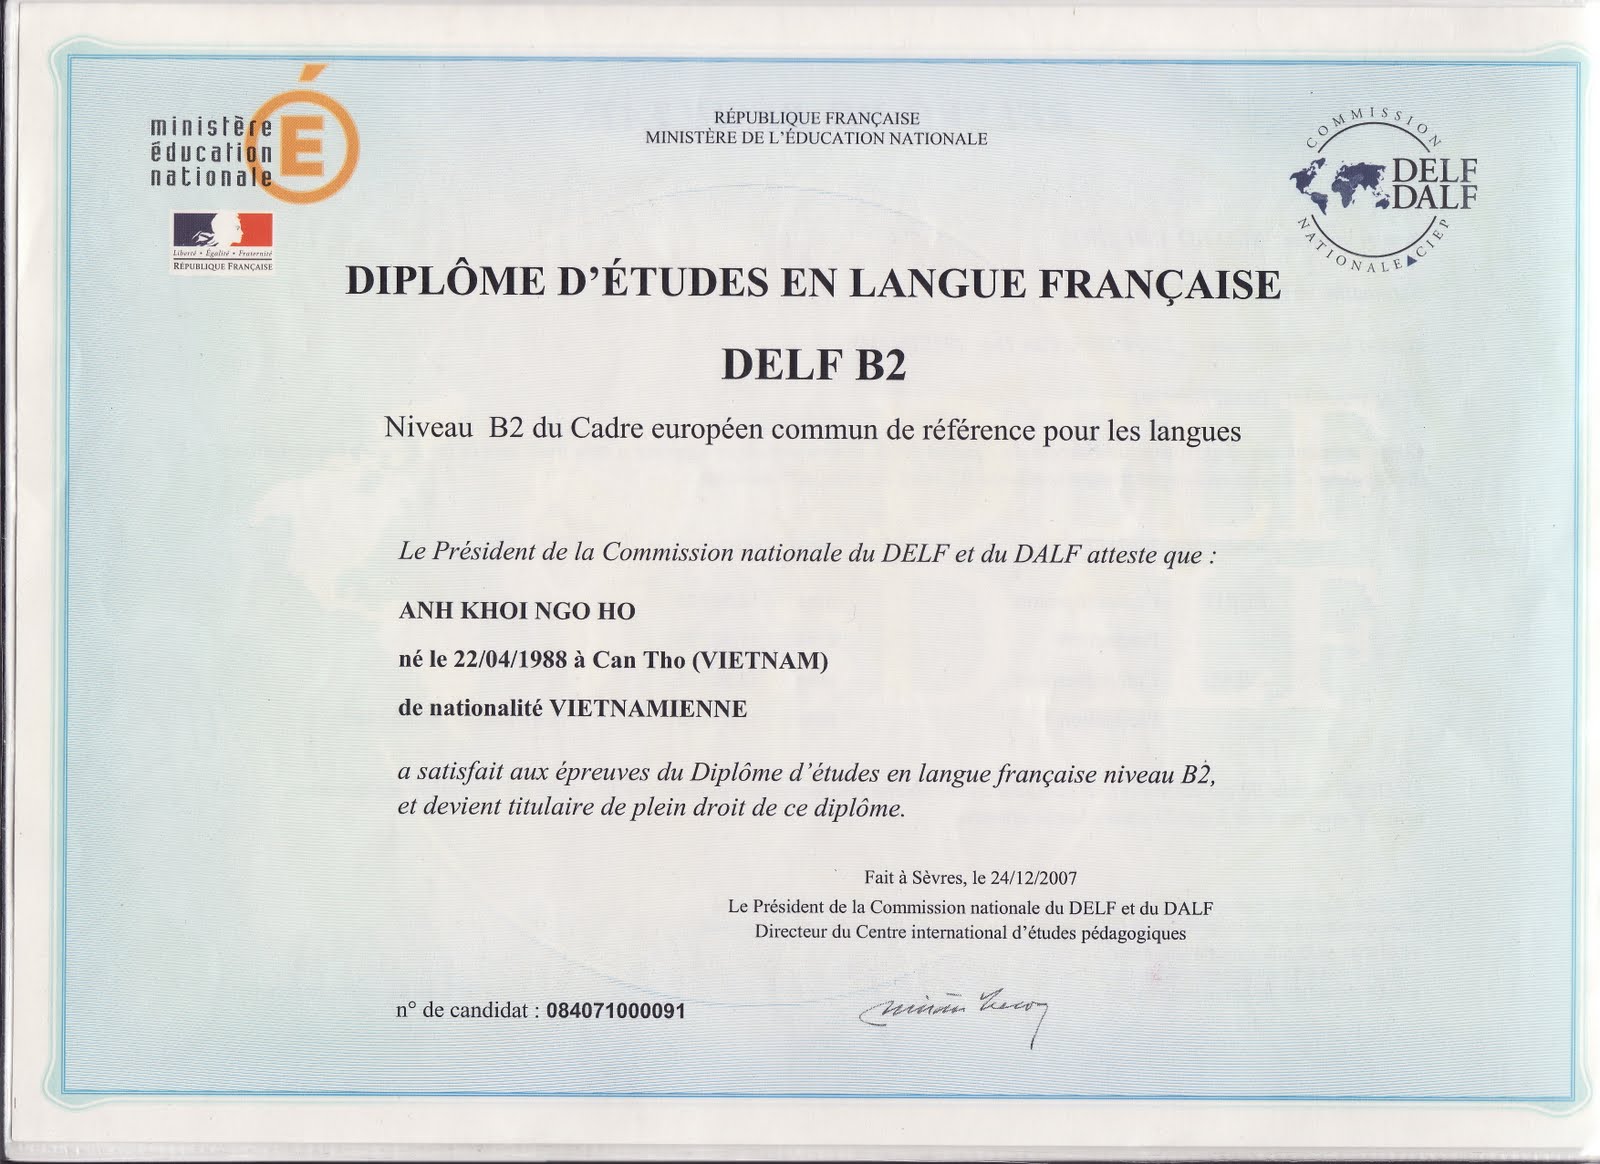 ministère
éducation
nationale
É
Liberté • Égalité • Fraternité
RÉPUBLIQUE FRANÇAISE
RÉPUBLIQUE FRANÇAISE
MINISTÈRE DE L'ÉDUCATION NATIONALE
COMMISSION
DELF
DALF
NATIONALE CIEP
DIPLÔME D'ÉTUDES EN LANGUE FRANÇAISE
DELF B2
Niveau B2 du Cadre européen commun de référence pour les langues
Le Président de la Commission nationale du DELF et du DALF atteste que :
ANH KHOI NGO HO
né le 22/04/1988 à Can Tho (VIETNAM)
de nationalité VIETNAMIENNE
a satisfait aux épreuves du Diplôme d'études en langue française niveau B2,
et devient titulaire de plein droit de ce diplôme.
Fait à Sèvres, le 24/12/2007
Le Président de la Commission nationale du DELF et du DALF
Directeur du Centre international d'études pédagogiques
n° de candidat : 084071000091